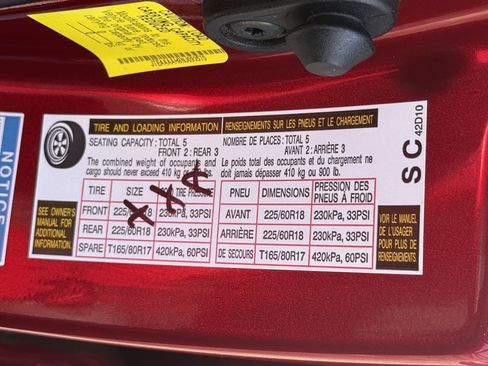 TIRE AND LOADING INFORMATION
RENSEIGNEMENTS SUR LES PNEUS ET LE CHARGEMENT
SEATING CAPACITY : TOTAL 5
FRONT 2 : REAR 3
NOMBRE DE PLACES : TOTAL 5
AVANT 2 : ARRIÈRE 3
The combined weight of occupants and
cargo should never exceed 410 kg or
Le poids total des occupants et du chargement ne
doit jamais dépasser 410 kg ou 900 lb.
TIRE SIZE TIRE
PNEU DIMENSIONS PRESSION DES PNEUS À FROID
FRONT 225/60R18 230kPa, 33PSI
AVANT 225/60R18 230kPa, 33PSI
REAR 225/60R18 230kPa, 33PSI
ARRIÈRE 225/60R18 230kPa, 33PSI
SPARE T165/80R17 420kPa, 60PSI
DE SECOURS T165/80R17 420kPa, 60PSI
SEE OWNER'S
MANUAL FOR
ADDITIONAL
INFORMATION
VOIR LE MANUEL
DE L'USAGER
POUR PLUS DE
RENSEIGNEMENTS
S C
42D10
NOTICE